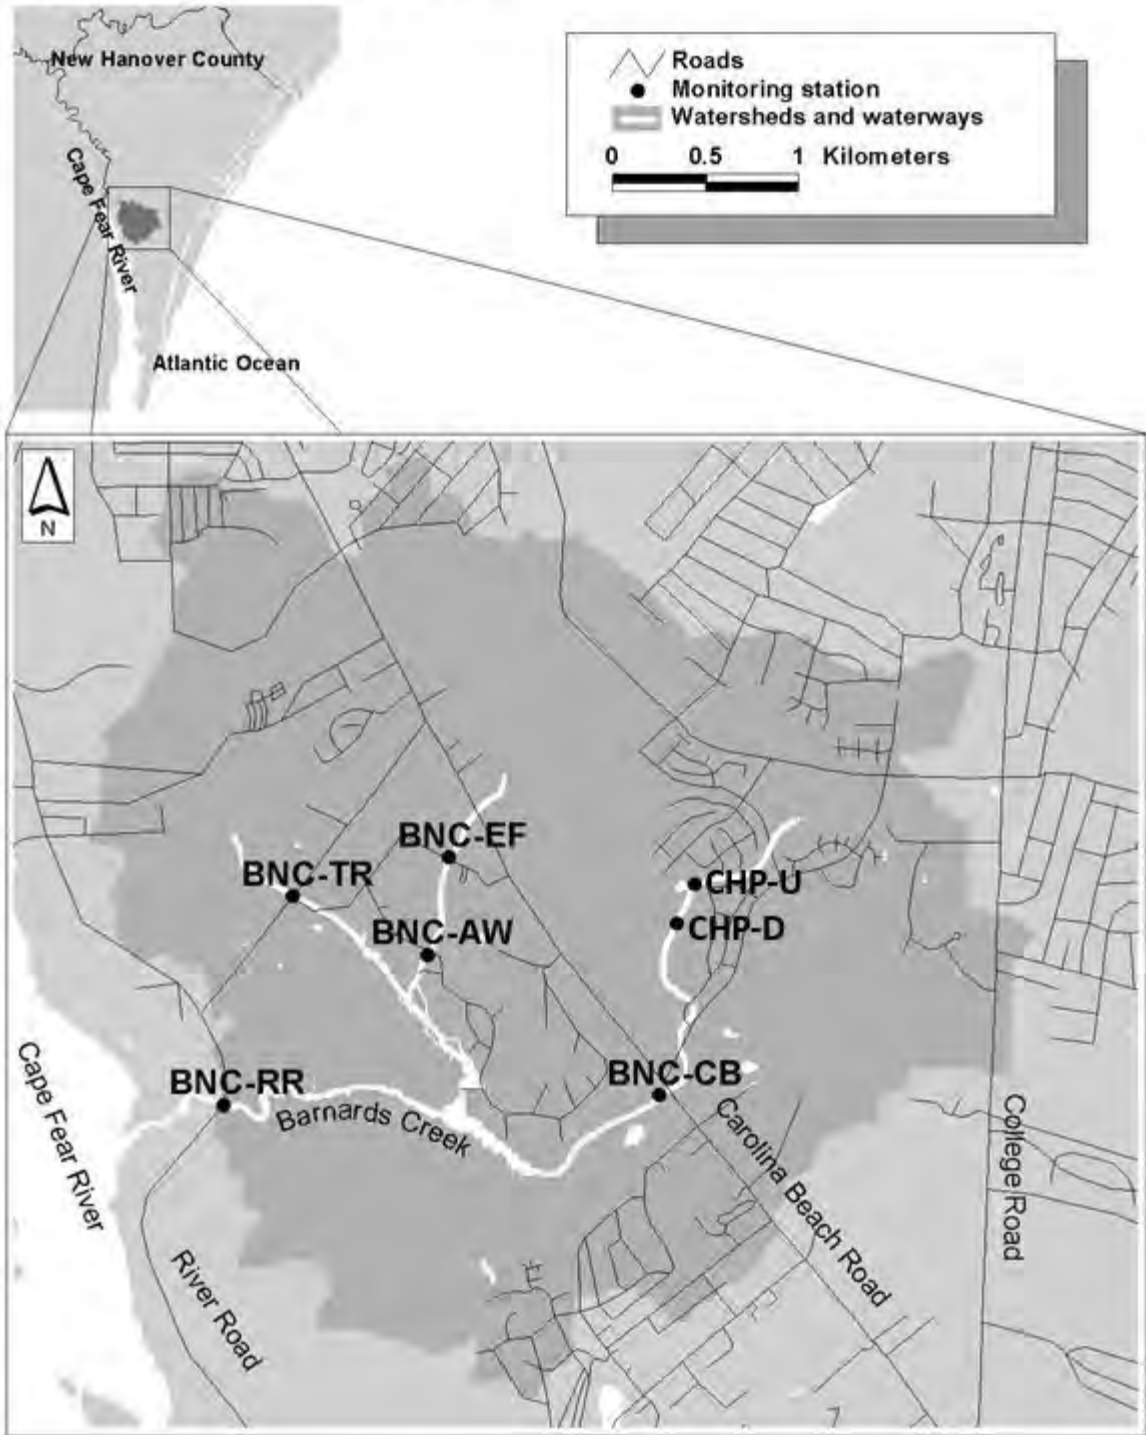 New Hanover County
Cape Fear River
Atlantic Ocean
Roads
Monitoring station
Watersheds and waterways
0 0.5 1 Kilometers
N
BNC-EF
BNC-TR
CHP-U
BNC-AW
CHP-D
BNC-CB
BNC-RR
Barnards Creek
Cape Fear River
River Road
Carolina Beach Road
College Road